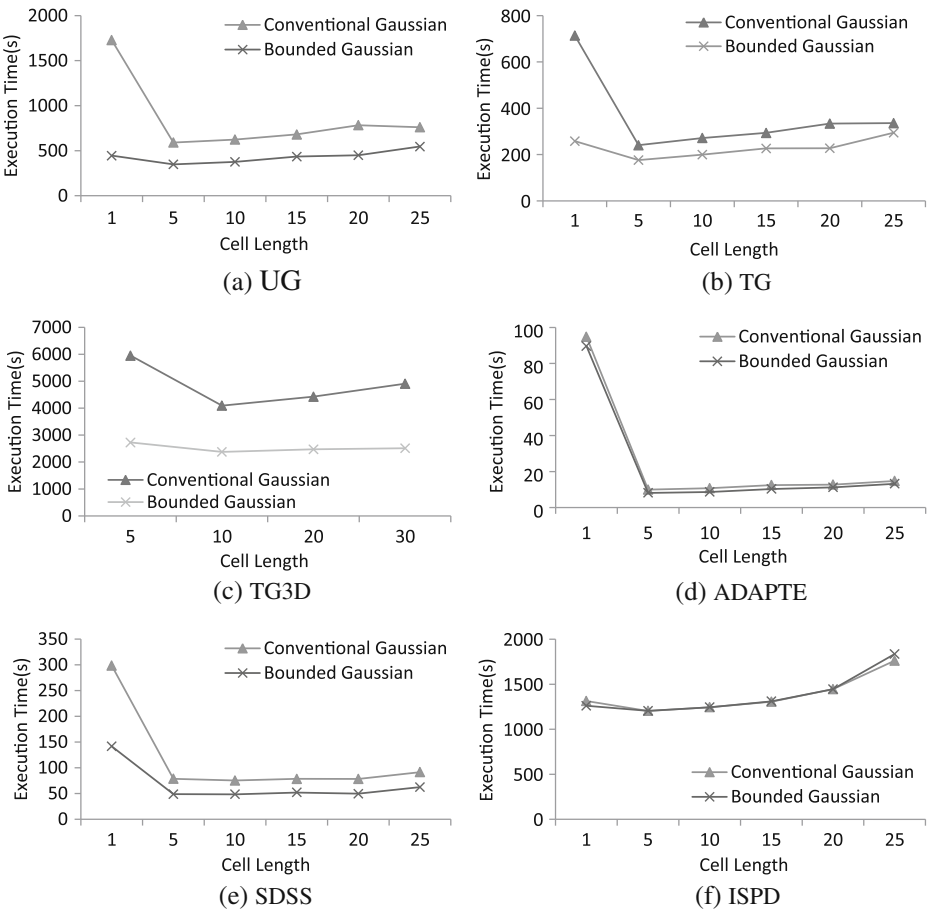 2000
1500
1000
500
0
Execution Time(s)
Conventional Gaussian
Bounded Gaussian
1 5 10 15 20 25
Cell Length
(a) UG
800
600
400
200
0
Execution Time(s)
Conventional Gaussian
Bounded Gaussian
1 5 10 15 20 25
Cell Length
(b) TG
7000
6000
5000
4000
3000
2000
1000
0
Execution Time(s)
Conventional Gaussian
Bounded Gaussian
5 10 20 30
Cell Length
(c) TG3D
100
80
60
40
20
0
Execution Time(s)
Conventional Gaussian
Bounded Gaussian
1 5 10 15 20 25
Cell Length
(d) ADAPTE
350
300
250
200
150
100
50
0
Execution Time(s)
Conventional Gaussian
Bounded Gaussian
1 5 10 15 20 25
Cell Length
(e) SDSS
2000
1500
1000
500
0
Execution Time(s)
Conventional Gaussian
Bounded Gaussian
1 5 10 15 20 25
Cell Length
(f) ISPD